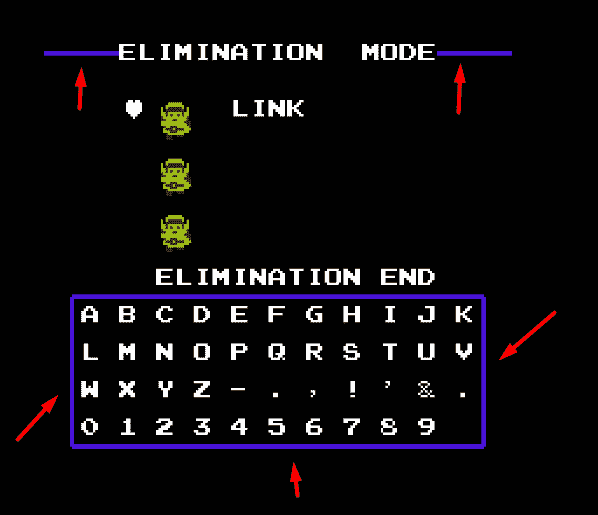 ELIMINATION MODE
LINK
ELIMINATION END
A B C D E F G H I J K
L M N O P Q R S T U V
W X Y Z - . , ! ' & .
0 1 2 3 4 5 6 7 8 9